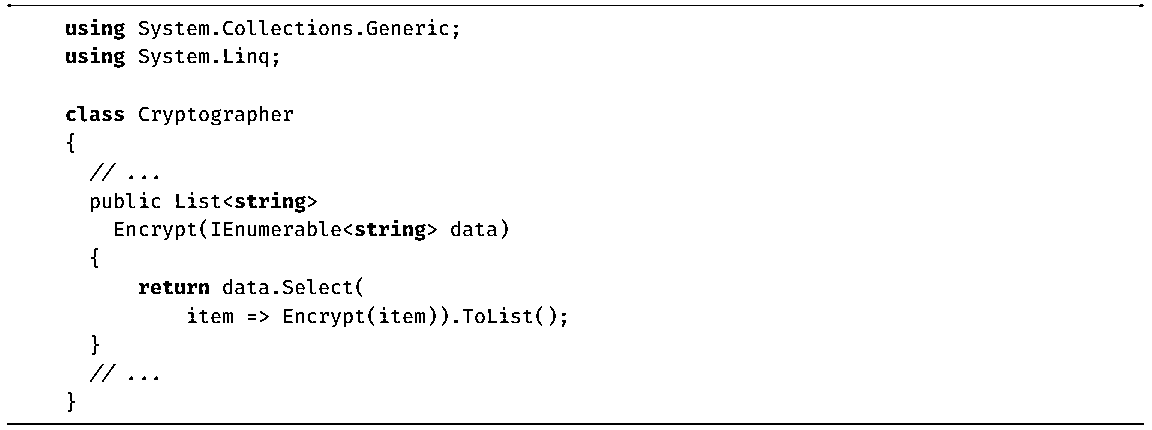 using System.Collections.Generic;
using System.Linq;

class Cryptographer
{
  // ...
  public List<string>
    Encrypt(IEnumerable<string> data)
  {
      return data.Select(
          item => Encrypt(item)).ToList();
  }
  // ...
}